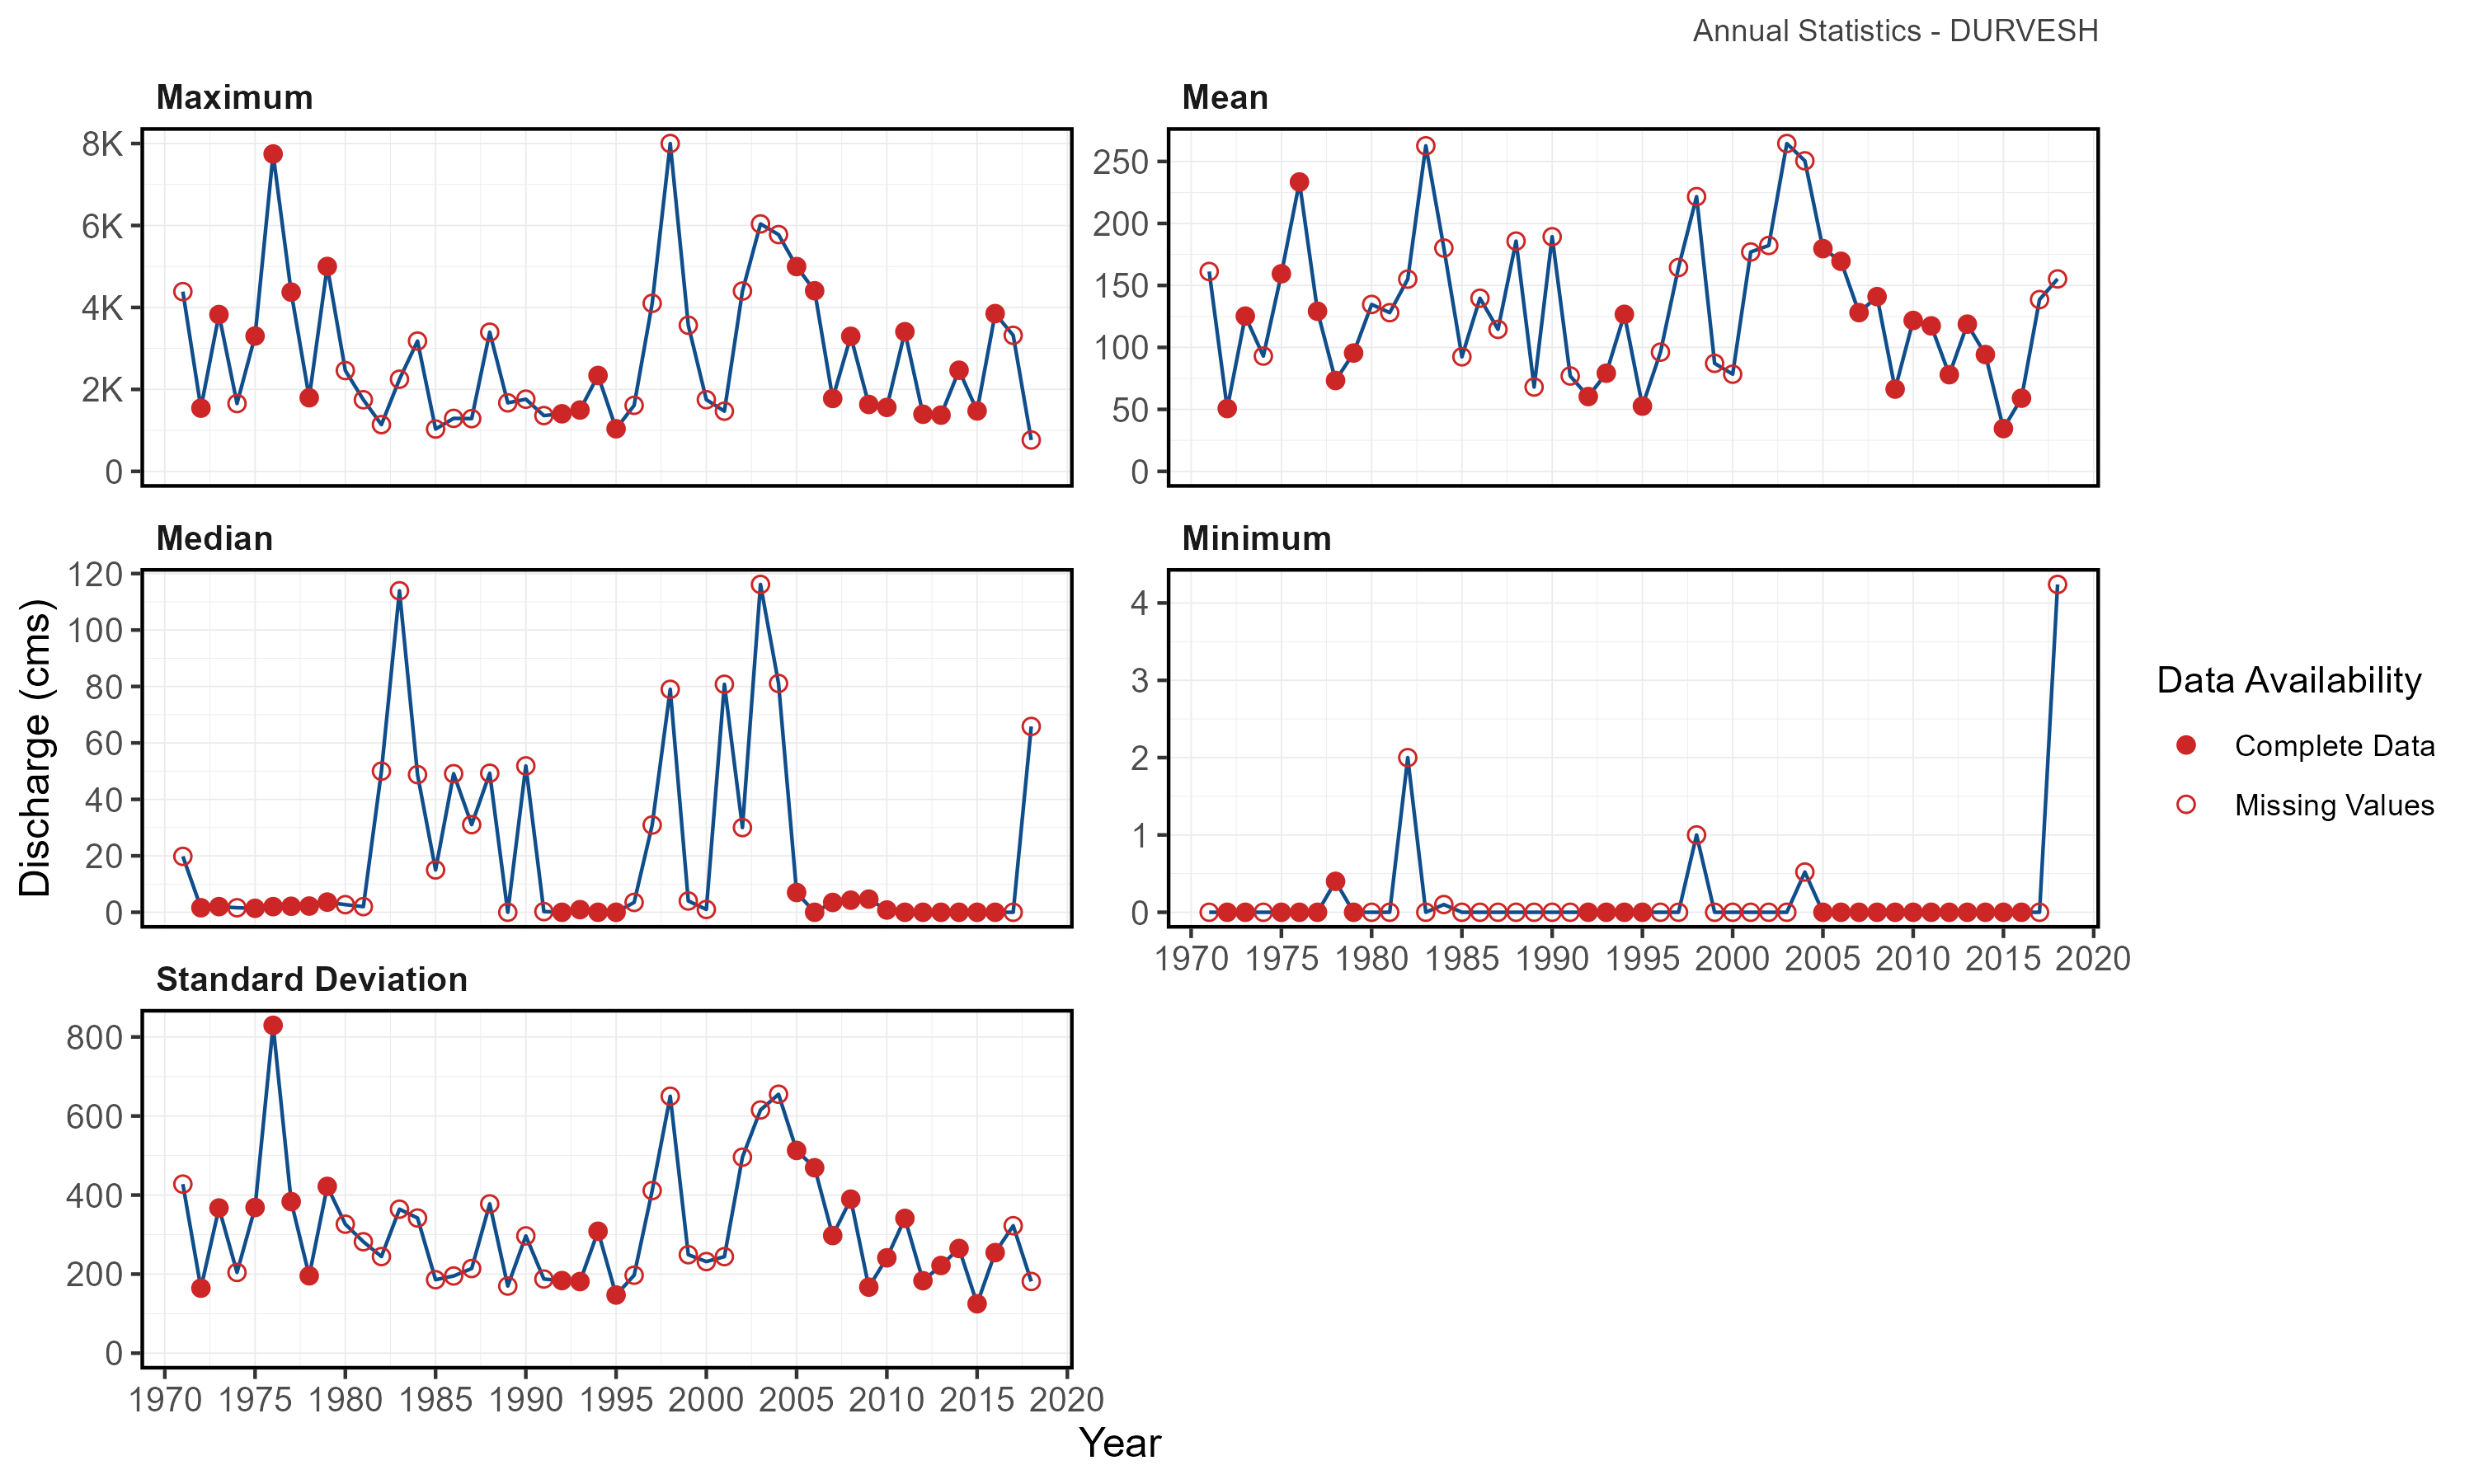 Annual Statistics - DURVESH
Maximum
8K
6K
4K
2K
0
Mean
250
200
150
100
50
0
Discharge (cms)
Median
120
100
80
60
40
20
0
Minimum
4
3
2
1
0
1970 1975 1980 1985 1990 1995 2000 2005 2010 2015 2020
Data Availability
Complete Data
Missing Values
Standard Deviation
800
600
400
200
0
1970 1975 1980 1985 1990 1995 2000 2005 2010 2015 2020
Year